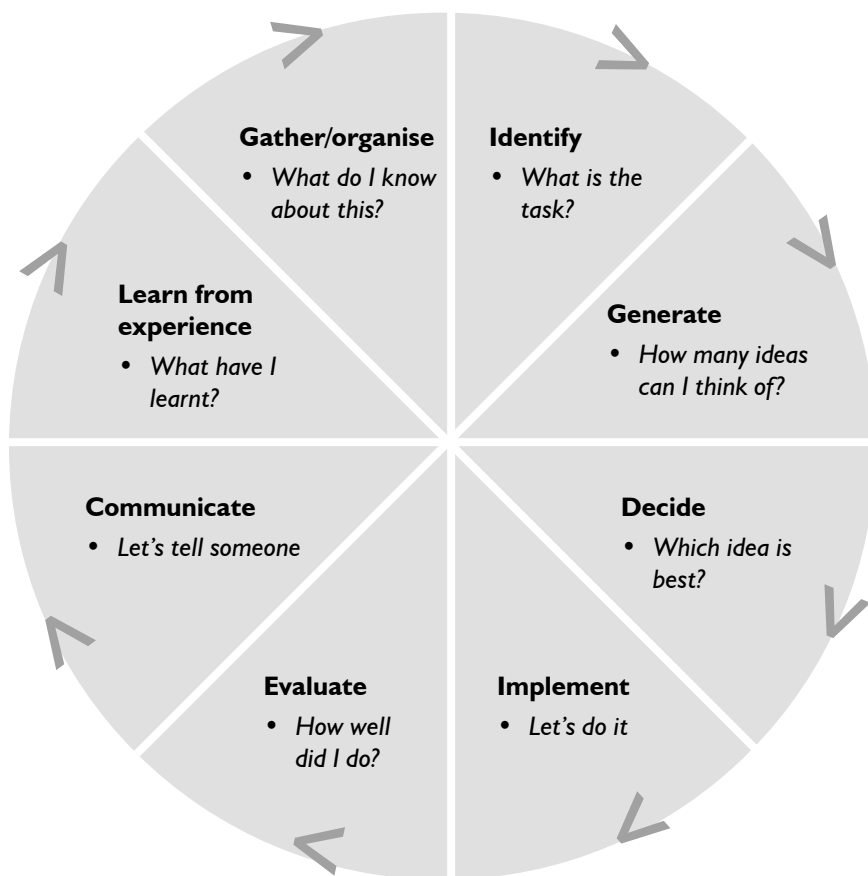 Gather/organise
• What do I know
about this?
Identify
• What is the
task?
Generate
• How many ideas
can I think of?
Decide
• Which idea is
best?
Implement
• Let’s do it
Evaluate
• How well
did I do?
Communicate
• Let’s tell someone
Learn from
experience
• What have I
learnt?